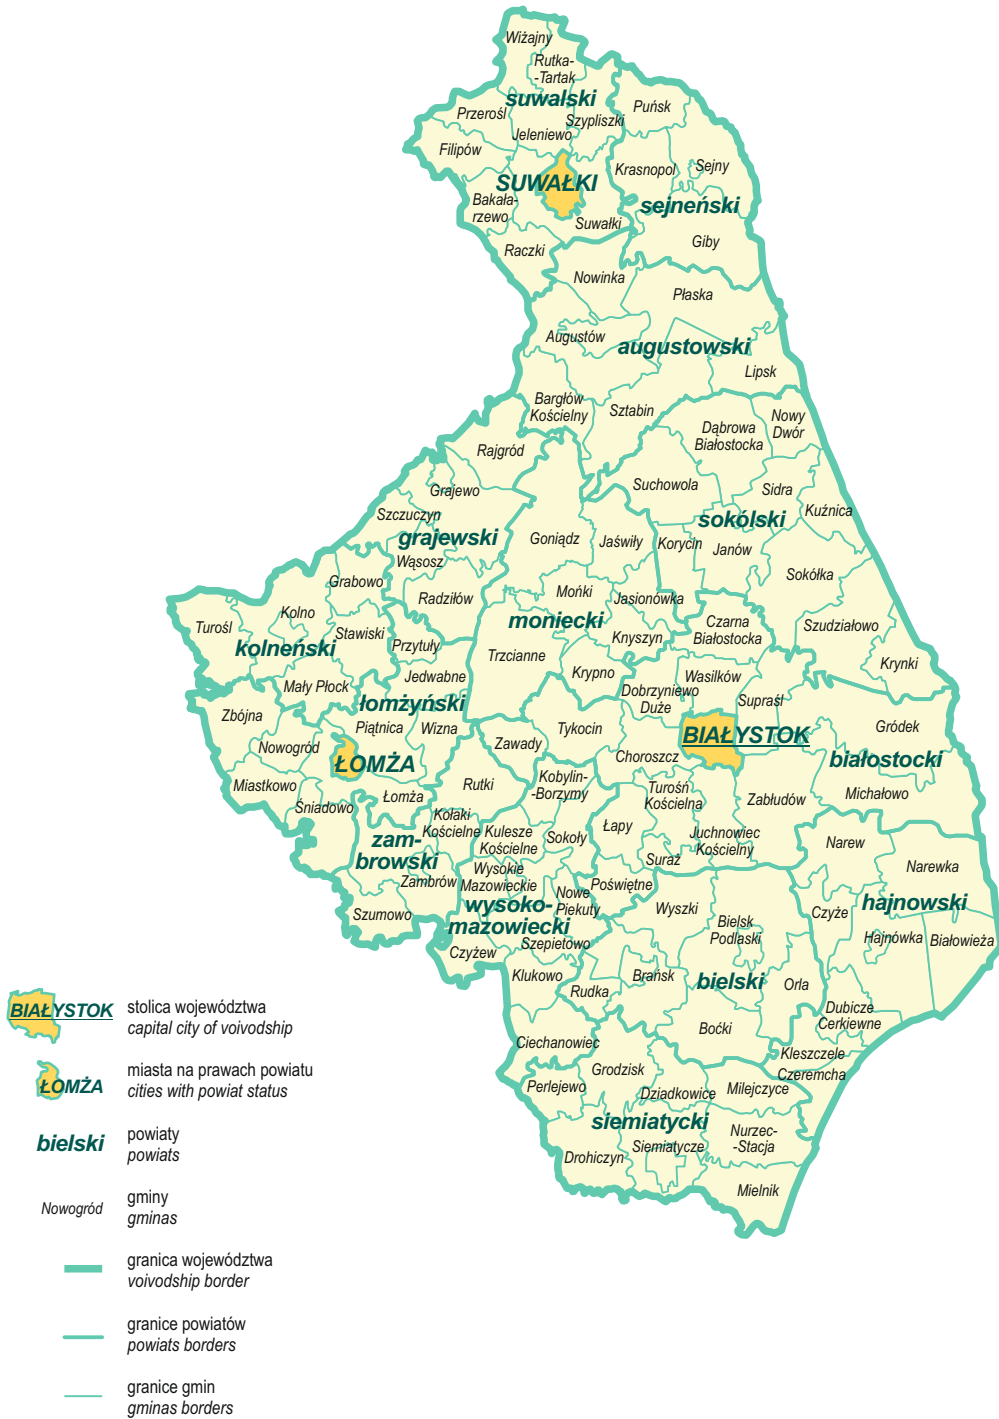 Wiżajny
Rutka-
-Tartak
suwalski
Przerośl
Szypliszki
Puńsk
Jeleniewo
Filipów
Krasnopol
Sejny
SUWAŁKI
Bakała-
rzewo
sejneński
Suwałki
Raczki
Giby
Nowinka
Płaska
Augustów
augustowski
Lipsk
Bargłów
Kościelny
Sztabin
Nowy
Dwór
Dąbrowa
Białostocka
Rajgród
Grajewo
Suchowola
Sidra
Szczuczyn
Kuźnica
sokólski
grajewski
Goniądz
Jaświły
Korycin
Janów
Wąsosz
Sokółka
Grabowo
Radziłów
Mońki
Jasionówka
Kolno
Turośl
Stawiski
moniecki
Czarna
Białostocka
Szudziałowo
kolneński
Przytuły
Knyszyn
Trzcianne
Krynki
Jedwabne
Krypno
Wasilków
Mały Płock
Dobrzyniewo
Duże
Supraśl
łomżyński
Zbójna
Piątnica
Wizna
Tykocin
Gródek
Nowogród
Zawady
BIAŁYSTOK
białostocki
ŁOMŻA
Choroszcz
Miastkowo
Rutki
Kobylin-
-Borzymy
Turośń
Kościelna
Michałowo
Śniadowo
Łomża
Zabłudów
Kołaki
Kościelne
Kulesze
Kościelne
Sokoły
Łapy
Juchnowiec
Kościelny
Narew
zam-
browski
Suraż
Narewka
Wysokie
Mazowieckie
Zambrów
Nowe
Piekuty
Poświętne
hajnowski
wysoko-
mazowiecki
Szumowo
Wyszki
Czyże
Bielsk
Podlaski
Hajnówka
Białowieża
Szepietowo
Czyżew
Klukowo
Brańsk
bielski
Orla
Rudka
Dubicze
Cerkiewne
Boćki
Ciechanowiec
Kleszczele
Grodzisk
Czeremcha
Perlejewo
Dziadkowice
Milejczyce
siemiatycki
Nurzec-
-Stacja
Siemiatycze
Drohiczyn
Mielnik
BIAŁYSTOK
stolica województwa
capital city of voivodship
ŁOMŻA
miasta na prawach powiatu
cities with powiat status
bielski
powiaty
powiats
Nowogród
gminy
gminas
granica województwa
voivodship border
granice powiatów
powiats borders
granice gmin
gminas borders